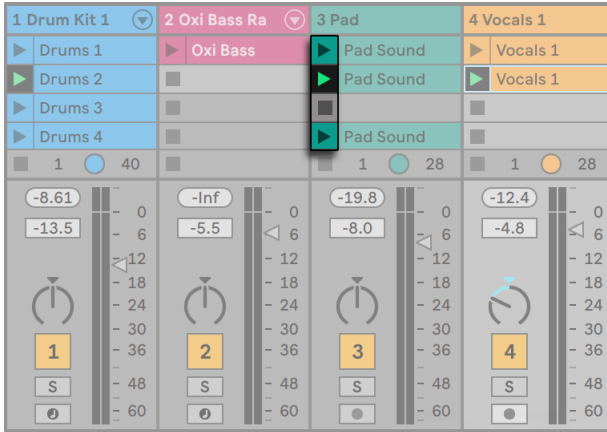 1 Drum Kit 1 2 Oxi Bass Ra 3 Pad 4 Vocals 1
Drums 1 Oxi Bass Pad Sound Vocals 1
Drums 2 Pad Sound Vocals 1
Drums 3
Drums 4 Pad Sound
1 40 1 28 1 28
-8.61 -Inf -19.8 -12.4
-13.5 -5.5 -8.0 -4.8
0 0 0 0
6 6 6 6
12 12 12 12
18 18 18 18
24 24 24 24
30 30 30 30
1 36 2 36 3 36 4 36
S 48 S 48 S 48 S 48
60 60 60 60